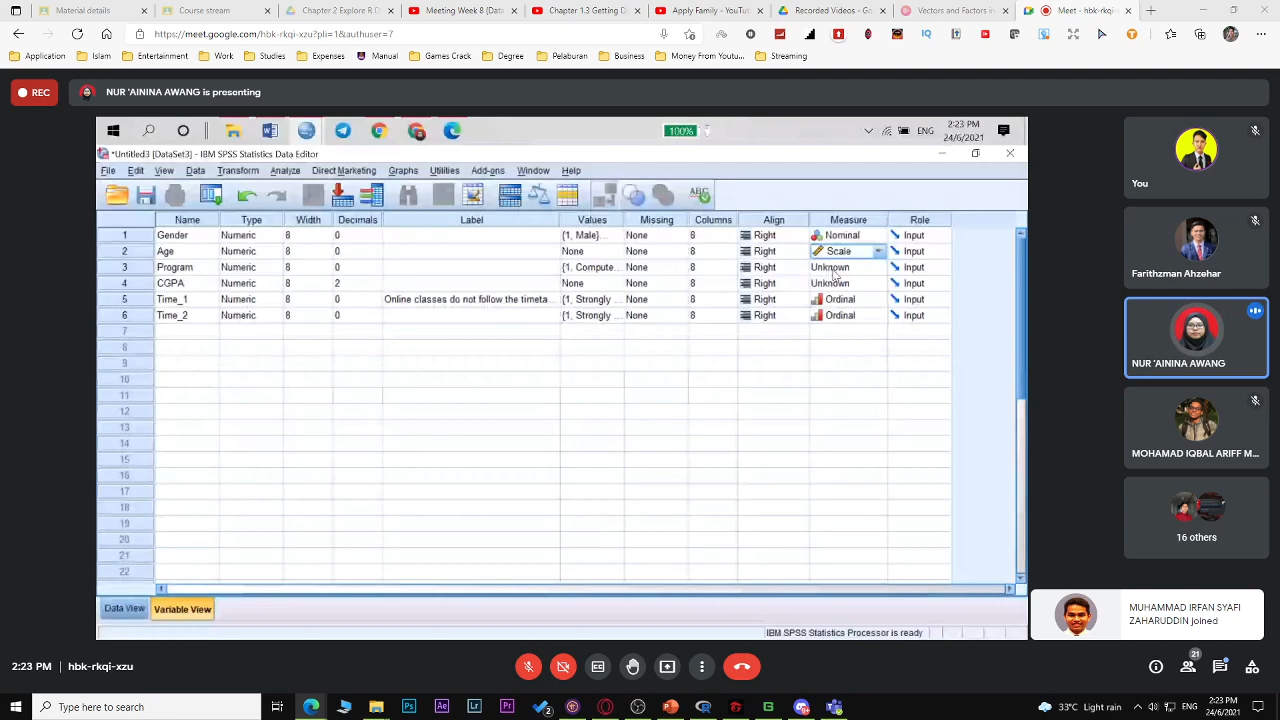 Material details
Course stream
Chapter 2 Explore R D
Meeting Week 8 (Data
Chapter 1.3 Getting D
Apply Family - YouTu
Recorded Videos - Goo
Vectors and Factors in
Meet - hbk-rkqi-
https://meet.google.com/hbk-rkqi-xzu?pli=1&authuser=7
Application
Islam
Entertainment
Work
Studies
Expenses
Manual
Games Crack
Degree
Pelaburan
Business
Money From Youtu...
Streaming
REC
NUR 'AININA AWANG is presenting
100%
ENG
2:23 PM
24/6/2021
*Untitled3 [DataSet3] - IBM SPSS Statistics Data Editor
File Edit View Data Transform Analyze Direct Marketing Graphs Utilities Add-ons Window Help
Name Type Width Decimals Label Values Missing Columns Align Measure Role
1 Gender Numeric 8 0 {1, Male}... None 8 Right Nominal Input
2 Age Numeric 8 0 None None 8 Right Scale Input
3 Program Numeric 8 0 {1, Compute... None 8 Right Unknown Input
4 CGPA Numeric 8 2 None None 8 Right Unknown Input
5 Time_1 Numeric 8 0 Online classes do not follow the timeta... {1, Strongly ... None 8 Right Ordinal Input
6 Time_2 Numeric 8 0 {1, Strongly ... None 8 Right Ordinal Input
7
8
9
10
11
12
13
14
15
16
17
18
19
20
21
22
Data View
Variable View
IBM SPSS Statistics Processor is ready
You
Farithzman Ahzehar
NUR 'AININA AWANG
MOHAMAD IQBAL ARIFF M...
16 others
MUHAMMAD IRFAN SYAFI
ZAHARUDDIN joined
2:23 PM
hbk-rkqi-xzu
21
Type here to search
33°C Light rain
ENG
2:23 PM
24/6/2021